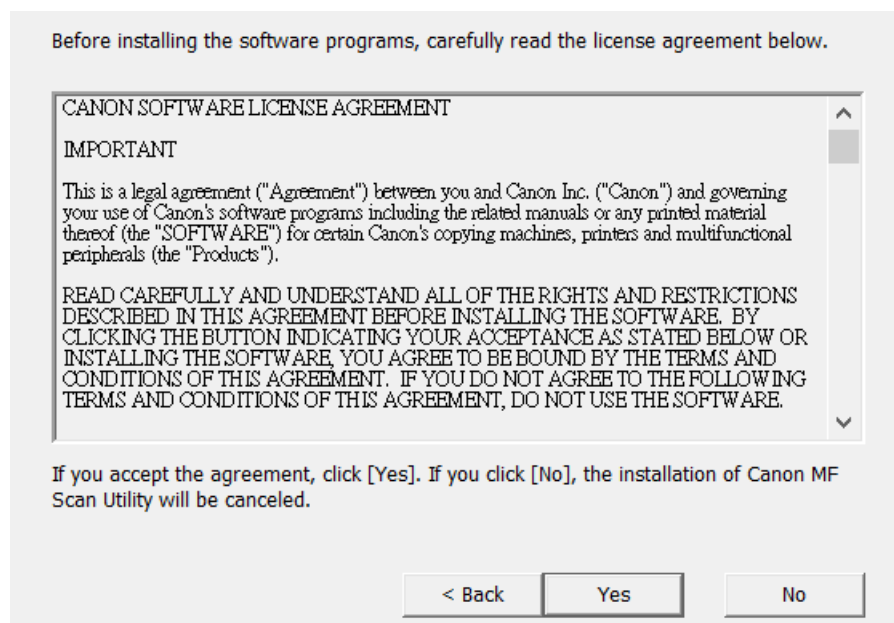 Before installing the software programs, carefully read the license agreement below.
CANON SOFTWARE LICENSE AGREEMENT
IMPORTANT
This is a legal agreement ("Agreement") between you and Canon Inc. ("Canon") and governing
your use of Canon's software programs including the related manuals or any printed material
thereof (the "SOFTWARE") for certain Canon's copying machines, printers and multifunctional
peripherals (the "Products").
READ CAREFULLY AND UNDERSTAND ALL OF THE RIGHTS AND RESTRICTIONS
DESCRIBED IN THIS AGREEMENT BEFORE INSTALLING THE SOFTWARE. BY
CLICKING THE BUTTON INDICATING YOUR ACCEPTANCE AS STATED BELOW OR
INSTALLING THE SOFTWARE, YOU AGREE TO BE BOUND BY THE TERMS AND
CONDITIONS OF THIS AGREEMENT. IF YOU DO NOT AGREE TO THE FOLLOWING
TERMS AND CONDITIONS OF THIS AGREEMENT, DO NOT USE THE SOFTWARE.
If you accept the agreement, click [Yes]. If you click [No], the installation of Canon MF
Scan Utility will be canceled.
< Back Yes No